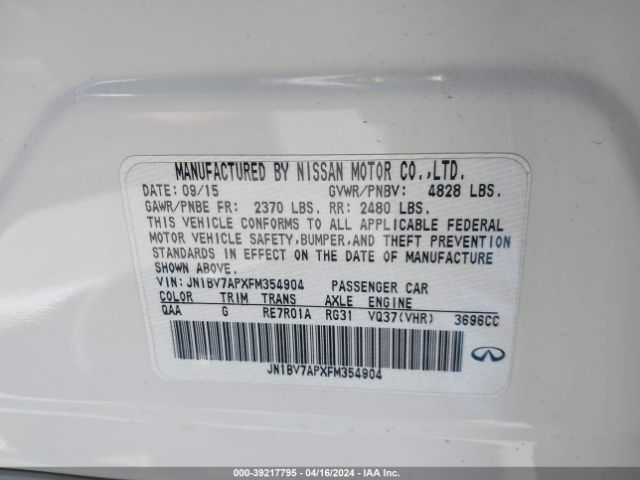 MANUFACTURED BY NISSAN MOTOR CO.,LTD.
DATE: 09/15 GVWR/PNBV: 4828 LBS.
GAWR/PNBE FR: 2370 LBS. RR: 2480 LBS.
THIS VEHICLE CONFORMS TO ALL APPLICABLE FEDERAL
MOTOR VEHICLE SAFETY,BUMPER,AND THEFT PREVENTION
STANDARDS IN EFFECT ON THE DATE OF MANUFACTURE
SHOWN ABOVE.
VIN: JN1BV7APXFM354904 PASSENGER CAR
COLOR TRIM TRANS AXLE ENGINE
QAA G RE7R01A RG31 VQ37(VHR) 3696CC
JN1BV7APXFM354904
000-39217795 - 04/16/2024 - IAA Inc.